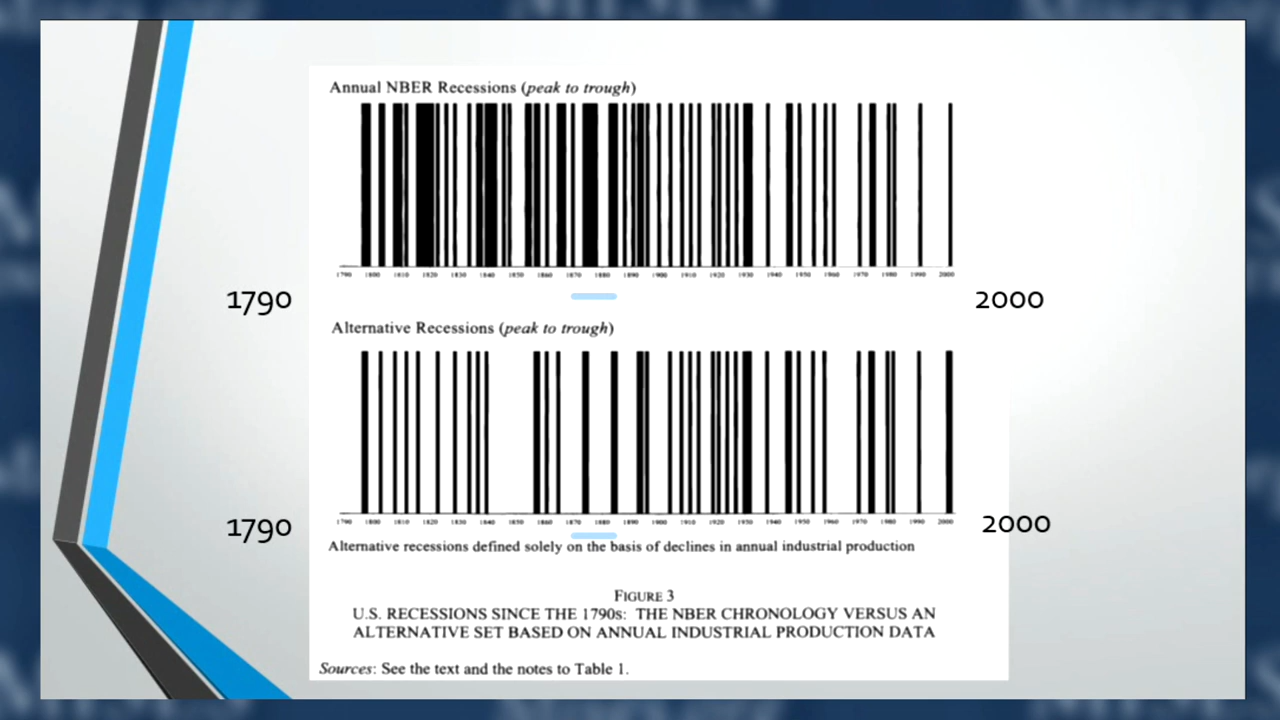 Annual NBER Recessions (peak to trough)
1790 1800 1810 1820 1830 1840 1850 1860 1870 1880 1890 1900 1910 1920 1930 1940 1950 1960 1970 1980 1990 2000
1790 2000
Alternative Recessions (peak to trough)
1790 1800 1810 1820 1830 1840 1850 1860 1870 1880 1890 1900 1910 1920 1930 1940 1950 1960 1970 1980 1990 2000
1790 2000
Alternative recessions defined solely on the basis of declines in annual industrial production
FIGURE 3
U.S. RECESSIONS SINCE THE 1790s: THE NBER CHRONOLOGY VERSUS AN
ALTERNATIVE SET BASED ON ANNUAL INDUSTRIAL PRODUCTION DATA
Sources: See the text and the notes to Table 1.